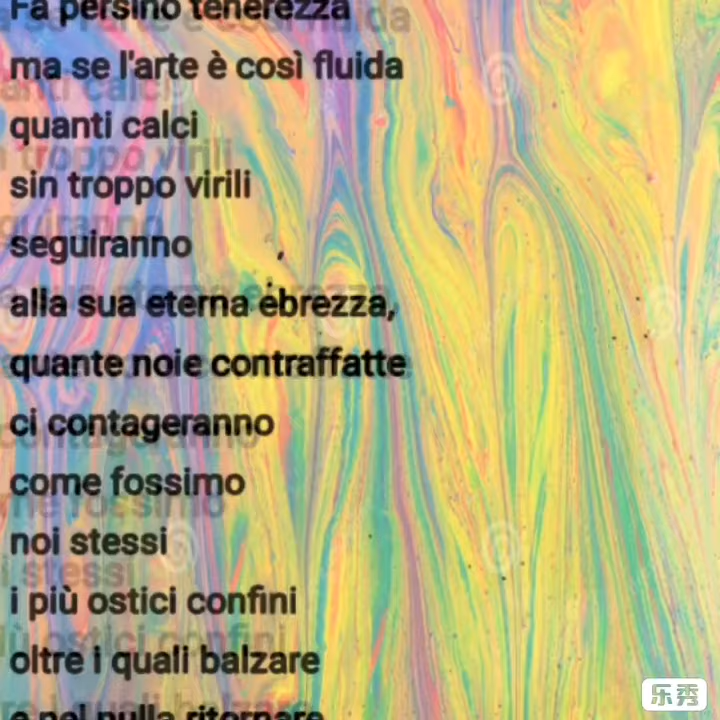 Fa persino tenerezza
ma se l'arte è così fluida
quanti calci
sin troppo virili
seguiranno
alla sua eterna ebrezza,
quante noie contraffatte
ci contageranno
come fossimo
noi stessi
i più ostici confini
oltre i quali balzare
e nel nulla ritornare
乐秀